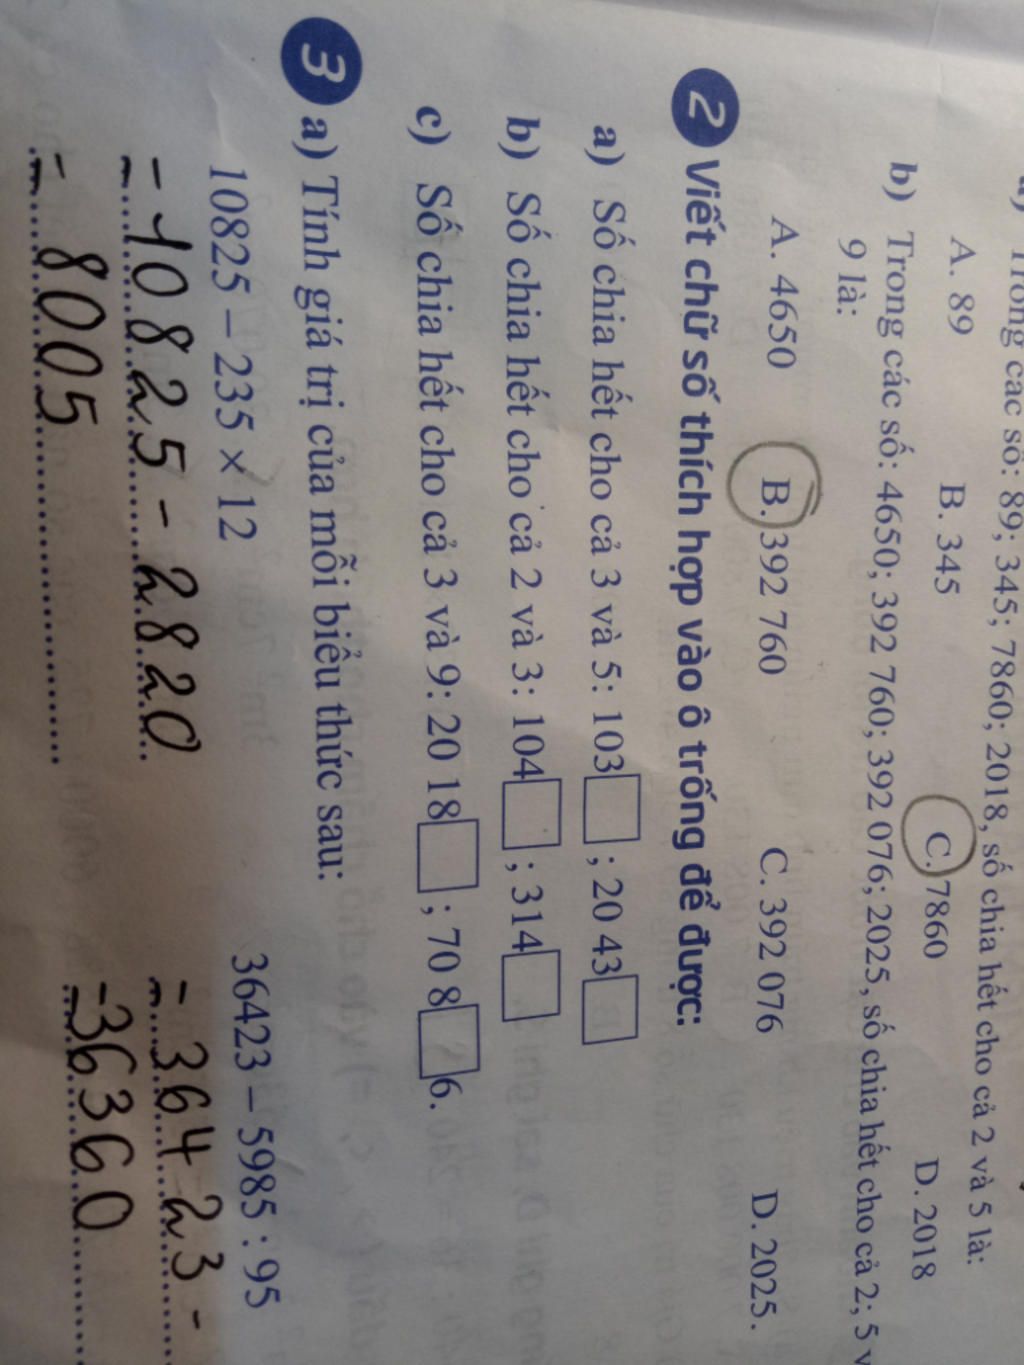 Trong các số: 89; 345; 7860; 2018, số chia hết cho cả 2 và 5 là:
A. 89 B. 345 C. 7860 D. 2018
b) Trong các số: 4650; 392 760; 392 076; 2025, số chia hết cho cả 2; 5 v
9 là:
A. 4650 B. 392 760 C. 392 076 D. 2025.
2 Viết chữ số thích hợp vào ô trống để được:
a) Số chia hết cho cả 3 và 5: 103□ ; 20 43□
b) Số chia hết cho cả 2 và 3: 104□ ; 314□
c) Số chia hết cho cả 3 và 9: 20 18□ ; 70 8□6.
3 a) Tính giá trị của mỗi biểu thức sau:
10825 – 235 × 12 36423 – 5985 : 95
= 10825 - 2820 = 36423 -
= 8005 = 36360